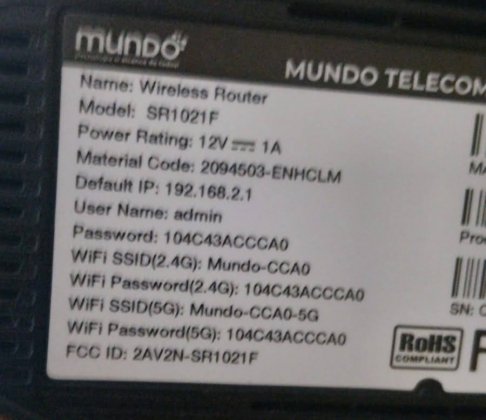 mundo
MUNDO TELECOM
Name: Wireless Router
Model: SR1021F
Power Rating: 12V 1A
Material Code: 2094503-ENHCLM
Default IP: 192.168.2.1
User Name: admin
Password: 104C43ACCCA0
WiFi SSID(2.4G): Mundo-CCA0
WiFi Password(2.4G): 104C43ACCCA0
WiFi SSID(5G): Mundo-CCA0-5G
WiFi Password(5G): 104C43ACCCA0
FCC ID: 2AV2N-SR1021F
SN:
RoHS
COMPLIANT